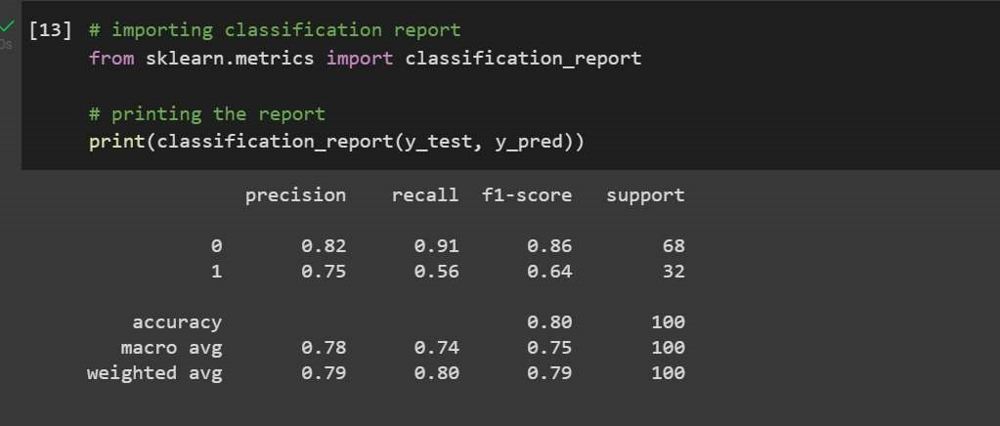 [13] # importing classification report
from sklearn.metrics import classification_report
# printing the report
print(classification_report(y_test, y_pred))
precision recall f1-score support
0 0.82 0.91 0.86 68
1 0.75 0.56 0.64 32
accuracy 0.80 100
macro avg 0.78 0.74 0.75 100
weighted avg 0.79 0.80 0.79 100